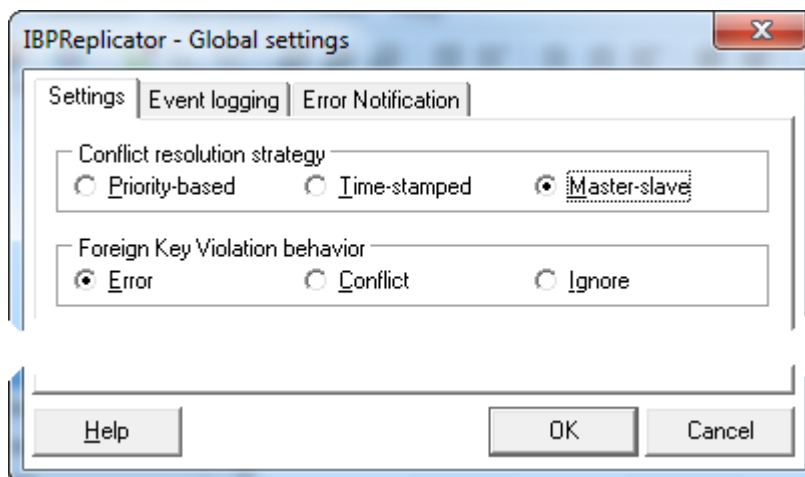 IBPReplicator - Global settings
Settings Event logging Error Notification
Conflict resolution strategy
Priority-based Time-stamped Master-slave
Foreign Key Violation behavior
Error Conflict Ignore
Help OK Cancel